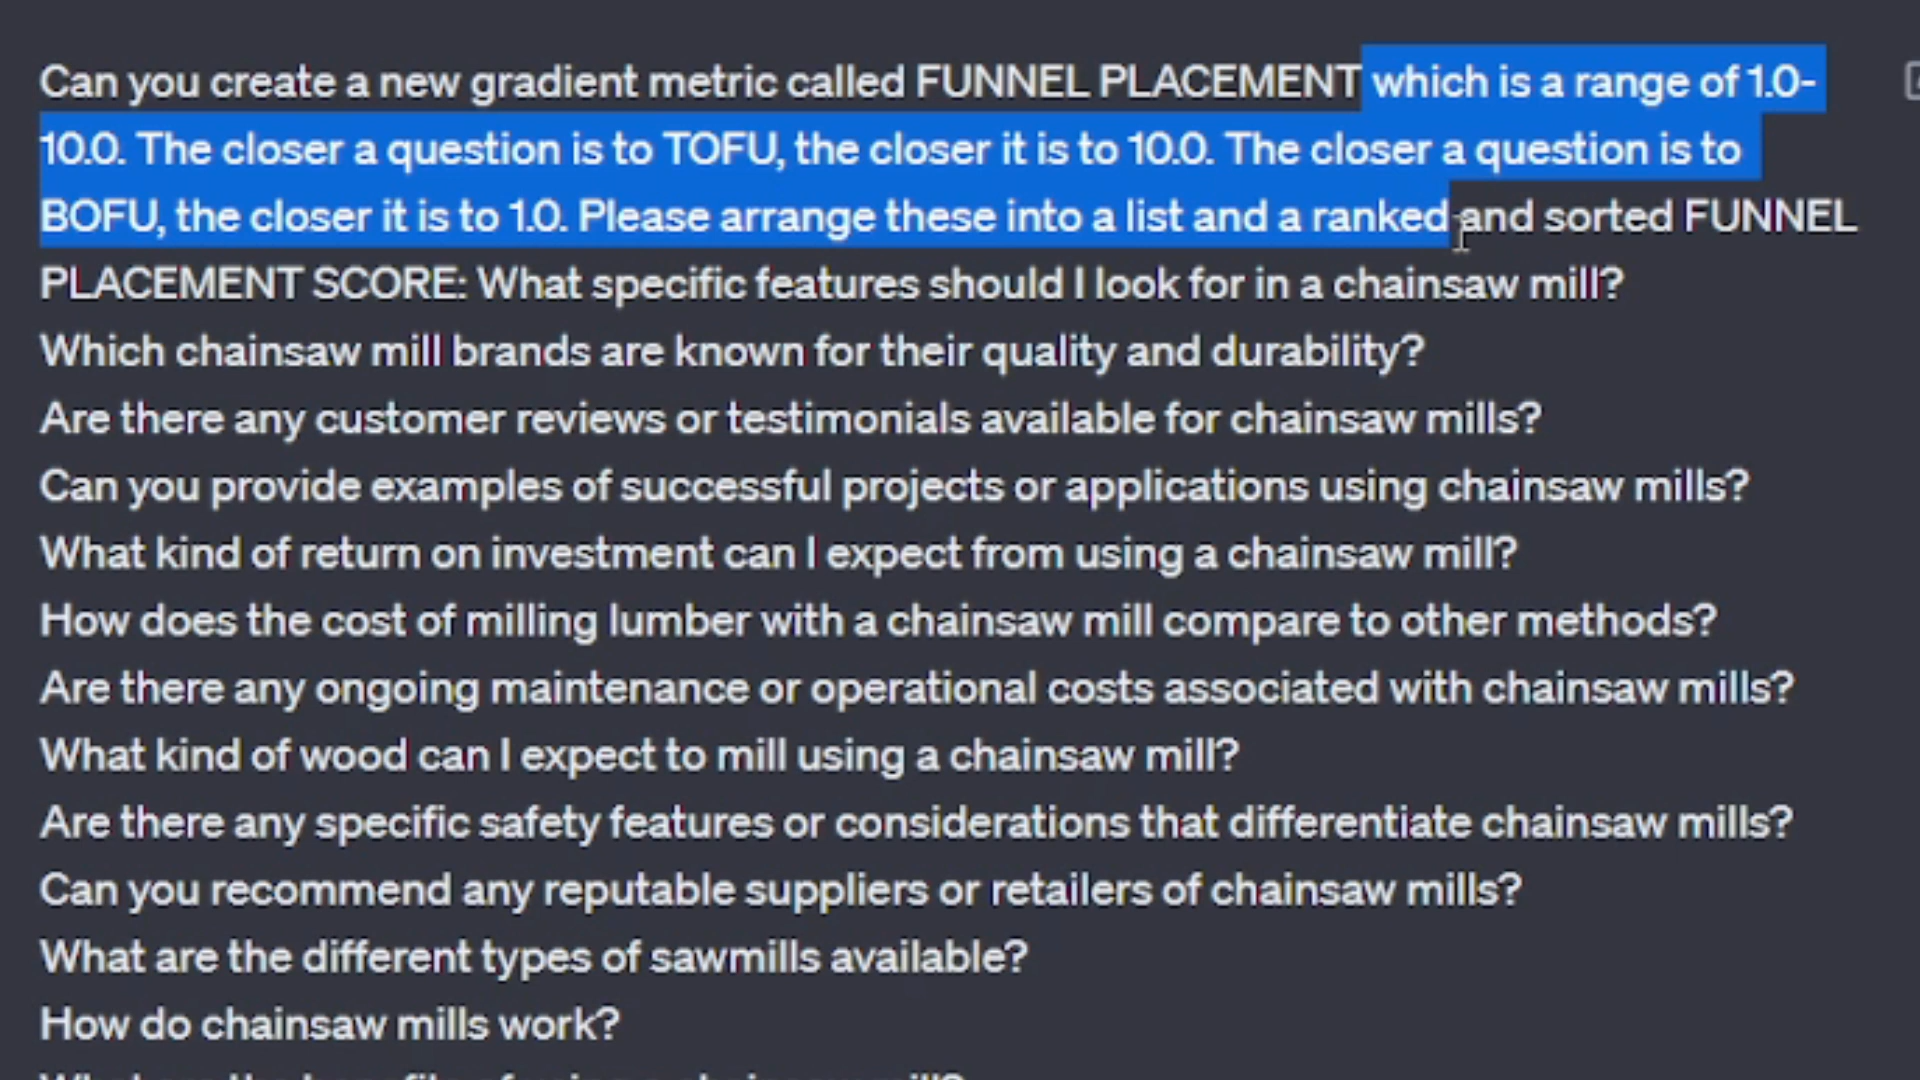 Can you create a new gradient metric called FUNNEL PLACEMENT which is a range of 1.0-
10.0. The closer a question is to TOFU, the closer it is to 10.0. The closer a question is to
BOFU, the closer it is to 1.0. Please arrange these into a list and a ranked and sorted FUNNEL
PLACEMENT SCORE: What specific features should I look for in a chainsaw mill?
Which chainsaw mill brands are known for their quality and durability?
Are there any customer reviews or testimonials available for chainsaw mills?
Can you provide examples of successful projects or applications using chainsaw mills?
What kind of return on investment can I expect from using a chainsaw mill?
How does the cost of milling lumber with a chainsaw mill compare to other methods?
Are there any ongoing maintenance or operational costs associated with chainsaw mills?
What kind of wood can I expect to mill using a chainsaw mill?
Are there any specific safety features or considerations that differentiate chainsaw mills?
Can you recommend any reputable suppliers or retailers of chainsaw mills?
What are the different types of sawmills available?
How do chainsaw mills work?